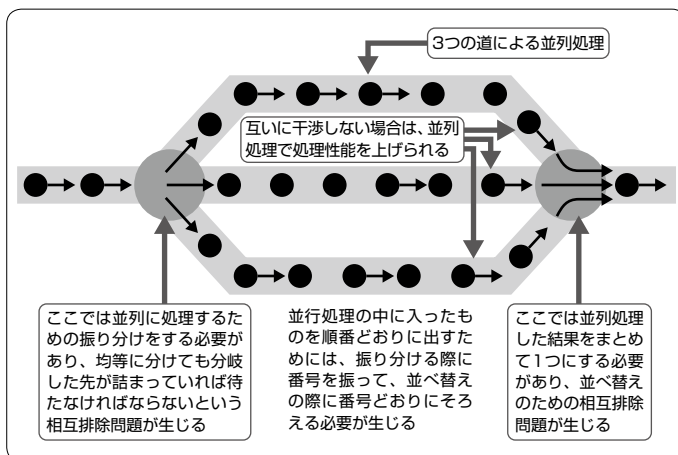 3つの道による並列処理
互いに干渉しない場合は、並列
処理で処理性能を上げられる
ここでは並列に処理するた
めの振り分けをする必要
があり、均等に分けても分岐
した先が詰まっていれば待
たなければならないという
相互排除問題が生じる
並行処理の中に入ったも
のを順番どおりに出すた
めには、振り分ける際に
番号を振って、並べ替え
の際に番号どおりにそろ
える必要が生じる
ここでは並列処理
した結果をまとめ
て1つにする必要
があり、並べ替え
のための相互排除
問題が生じる